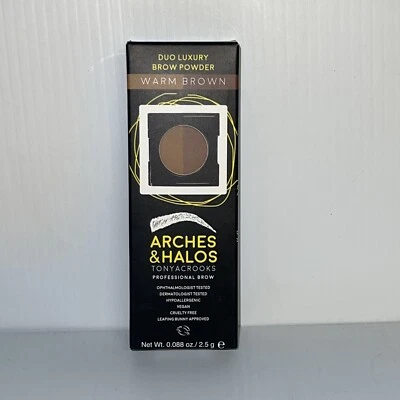 DUO LUXURY
BROW POWDER
WARM BROWN
ARCHES
&HALOS
TONYACROOKS
PROFESSIONAL BROW
OPHTHALMOLOGIST TESTED
DERMATOLOGIST TESTED
HYPOALLERGENIC
VEGAN
CRUELTY FREE
LEAPING BUNNY APPROVED
Net Wt. 0.088 oz. / 2.5 g ℮